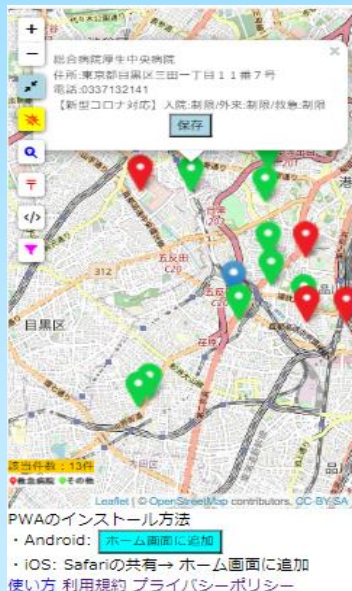 +
−
×
総合病院厚生中央病院
住所:東京都目黒区三田一丁目11番7号
電話:0337132141
【新型コロナ対応】入院:制限/外来:制限/救急:制限
保存
〒
</>
312
五反田
目黒区
品川
該当件数:13件
救急病院 その他
Leaflet | © OpenStreetMap contributors, CC-BY-SA
PWAのインストール方法
・Android: ホーム画面に追加
・iOS: Safariの共有→ ホーム画面に追加
使い方 利用規約 プライバシーポリシー